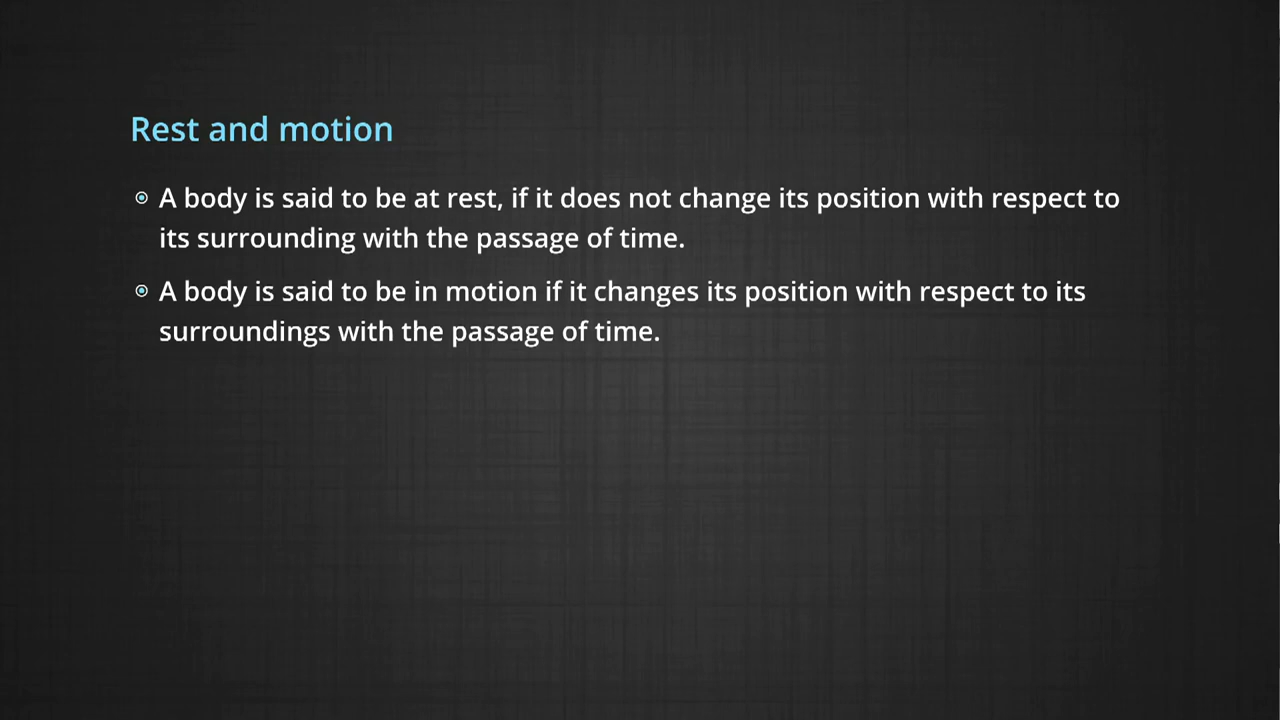 Rest and motion
A body is said to be at rest, if it does not change its position with respect to
its surrounding with the passage of time.
A body is said to be in motion if it changes its position with respect to its
surroundings with the passage of time.